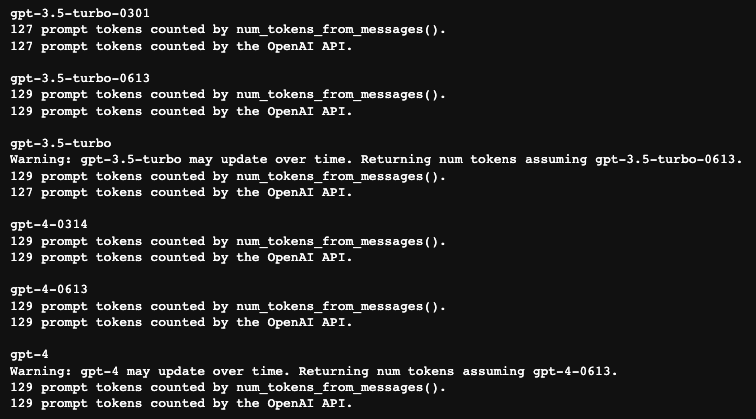 gpt-3.5-turbo-0301
127 prompt tokens counted by num_tokens_from_messages().
127 prompt tokens counted by the OpenAI API.

gpt-3.5-turbo-0613
129 prompt tokens counted by num_tokens_from_messages().
129 prompt tokens counted by the OpenAI API.

gpt-3.5-turbo
Warning: gpt-3.5-turbo may update over time. Returning num tokens assuming gpt-3.5-turbo-0613.
129 prompt tokens counted by num_tokens_from_messages().
127 prompt tokens counted by the OpenAI API.

gpt-4-0314
129 prompt tokens counted by num_tokens_from_messages().
129 prompt tokens counted by the OpenAI API.

gpt-4-0613
129 prompt tokens counted by num_tokens_from_messages().
129 prompt tokens counted by the OpenAI API.

gpt-4
Warning: gpt-4 may update over time. Returning num tokens assuming gpt-4-0613.
129 prompt tokens counted by num_tokens_from_messages().
129 prompt tokens counted by the OpenAI API.